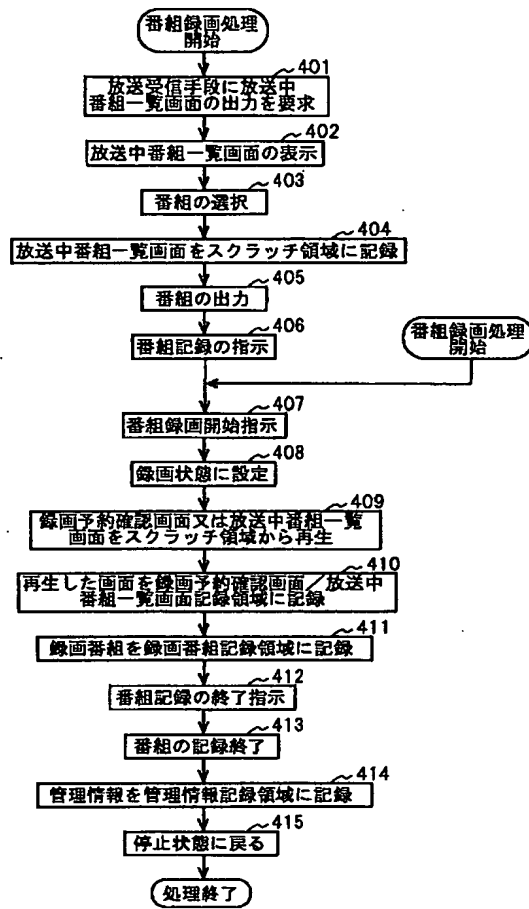 番組録画処理
開始
401
放送受信手段に放送中
番組一覧画面の出力を要求
402
放送中番組一覧画面の表示
403
番組の選択
404
放送中番組一覧画面をスクラッチ領域に記録
405
番組の出力
406
番組記録の指示
番組録画処理
開始
407
番組録画開始指示
408
録画状態に設定
409
録画予約確認画面又は放送中番組一覧
画面をスクラッチ領域から再生
410
再生した画面を録画予約確認画面/放送中
番組一覧画面記録領域に記録
411
録画番組を録画番組記録領域に記録
412
番組記録の終了指示
413
番組の記録終了
414
管理情報を管理情報記録領域に記録
415
停止状態に戻る
処理終了